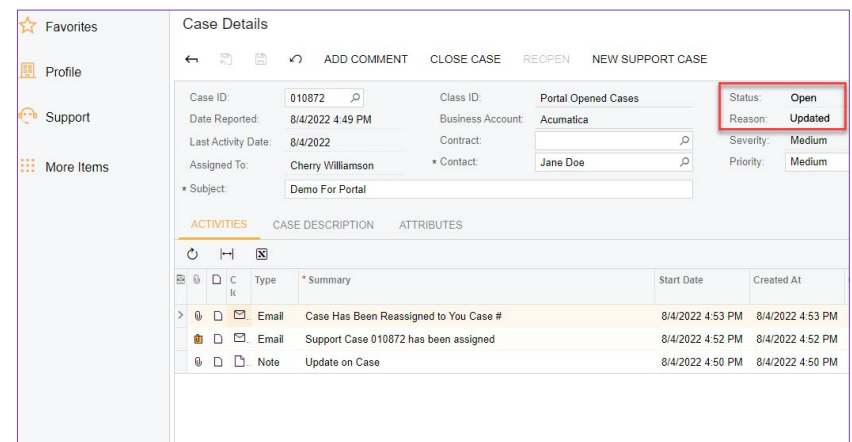 Favorites
Profile
Support
More Items
Case Details
ADD COMMENT CLOSE CASE REOPEN NEW SUPPORT CASE
Case ID: 010872 Class ID: Portal Opened Cases Status: Open
Date Reported: 8/4/2022 4:49 PM Business Account: Acumatica Reason: Updated
Last Activity Date: 8/4/2022 Contract: Severity: Medium
Assigned To: Cherry Williamson * Contact: Jane Doe Priority: Medium
* Subject: Demo For Portal
ACTIVITIES CASE DESCRIPTION ATTRIBUTES
C Type * Summary Start Date Created At
Email Case Has Been Reassigned to You Case # 8/4/2022 4:53 PM 8/4/2022 4:53 PM
Email Support Case 010872 has been assigned 8/4/2022 4:52 PM 8/4/2022 4:52 PM
Note Update on Case 8/4/2022 4:50 PM 8/4/2022 4:50 PM